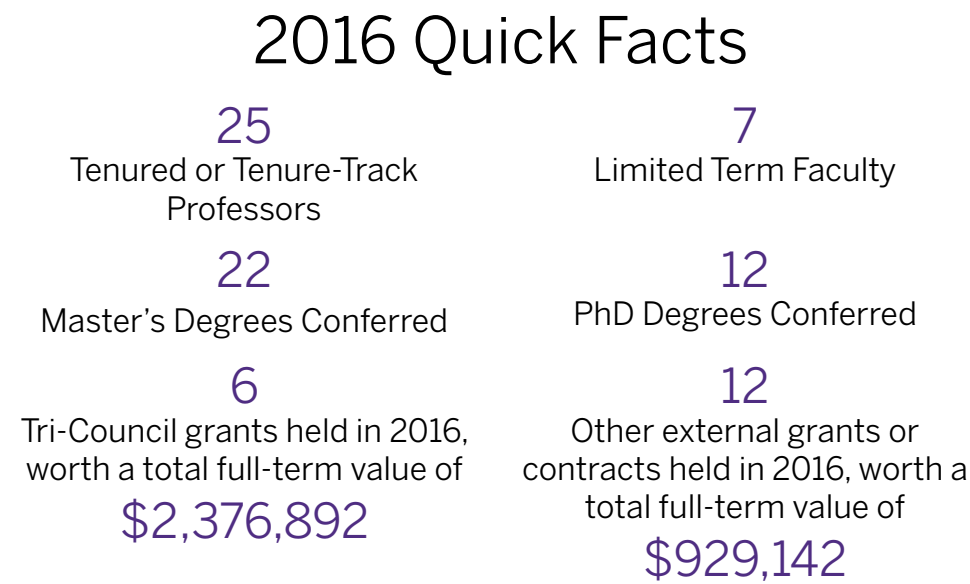 2016 Quick Facts
25
Tenured or Tenure-Track
Professors
7
Limited Term Faculty
22
Master’s Degrees Conferred
12
PhD Degrees Conferred
6
Tri-Council grants held in 2016,
worth a total full-term value of
$2,376,892
12
Other external grants or
contracts held in 2016, worth a
total full-term value of
$929,142